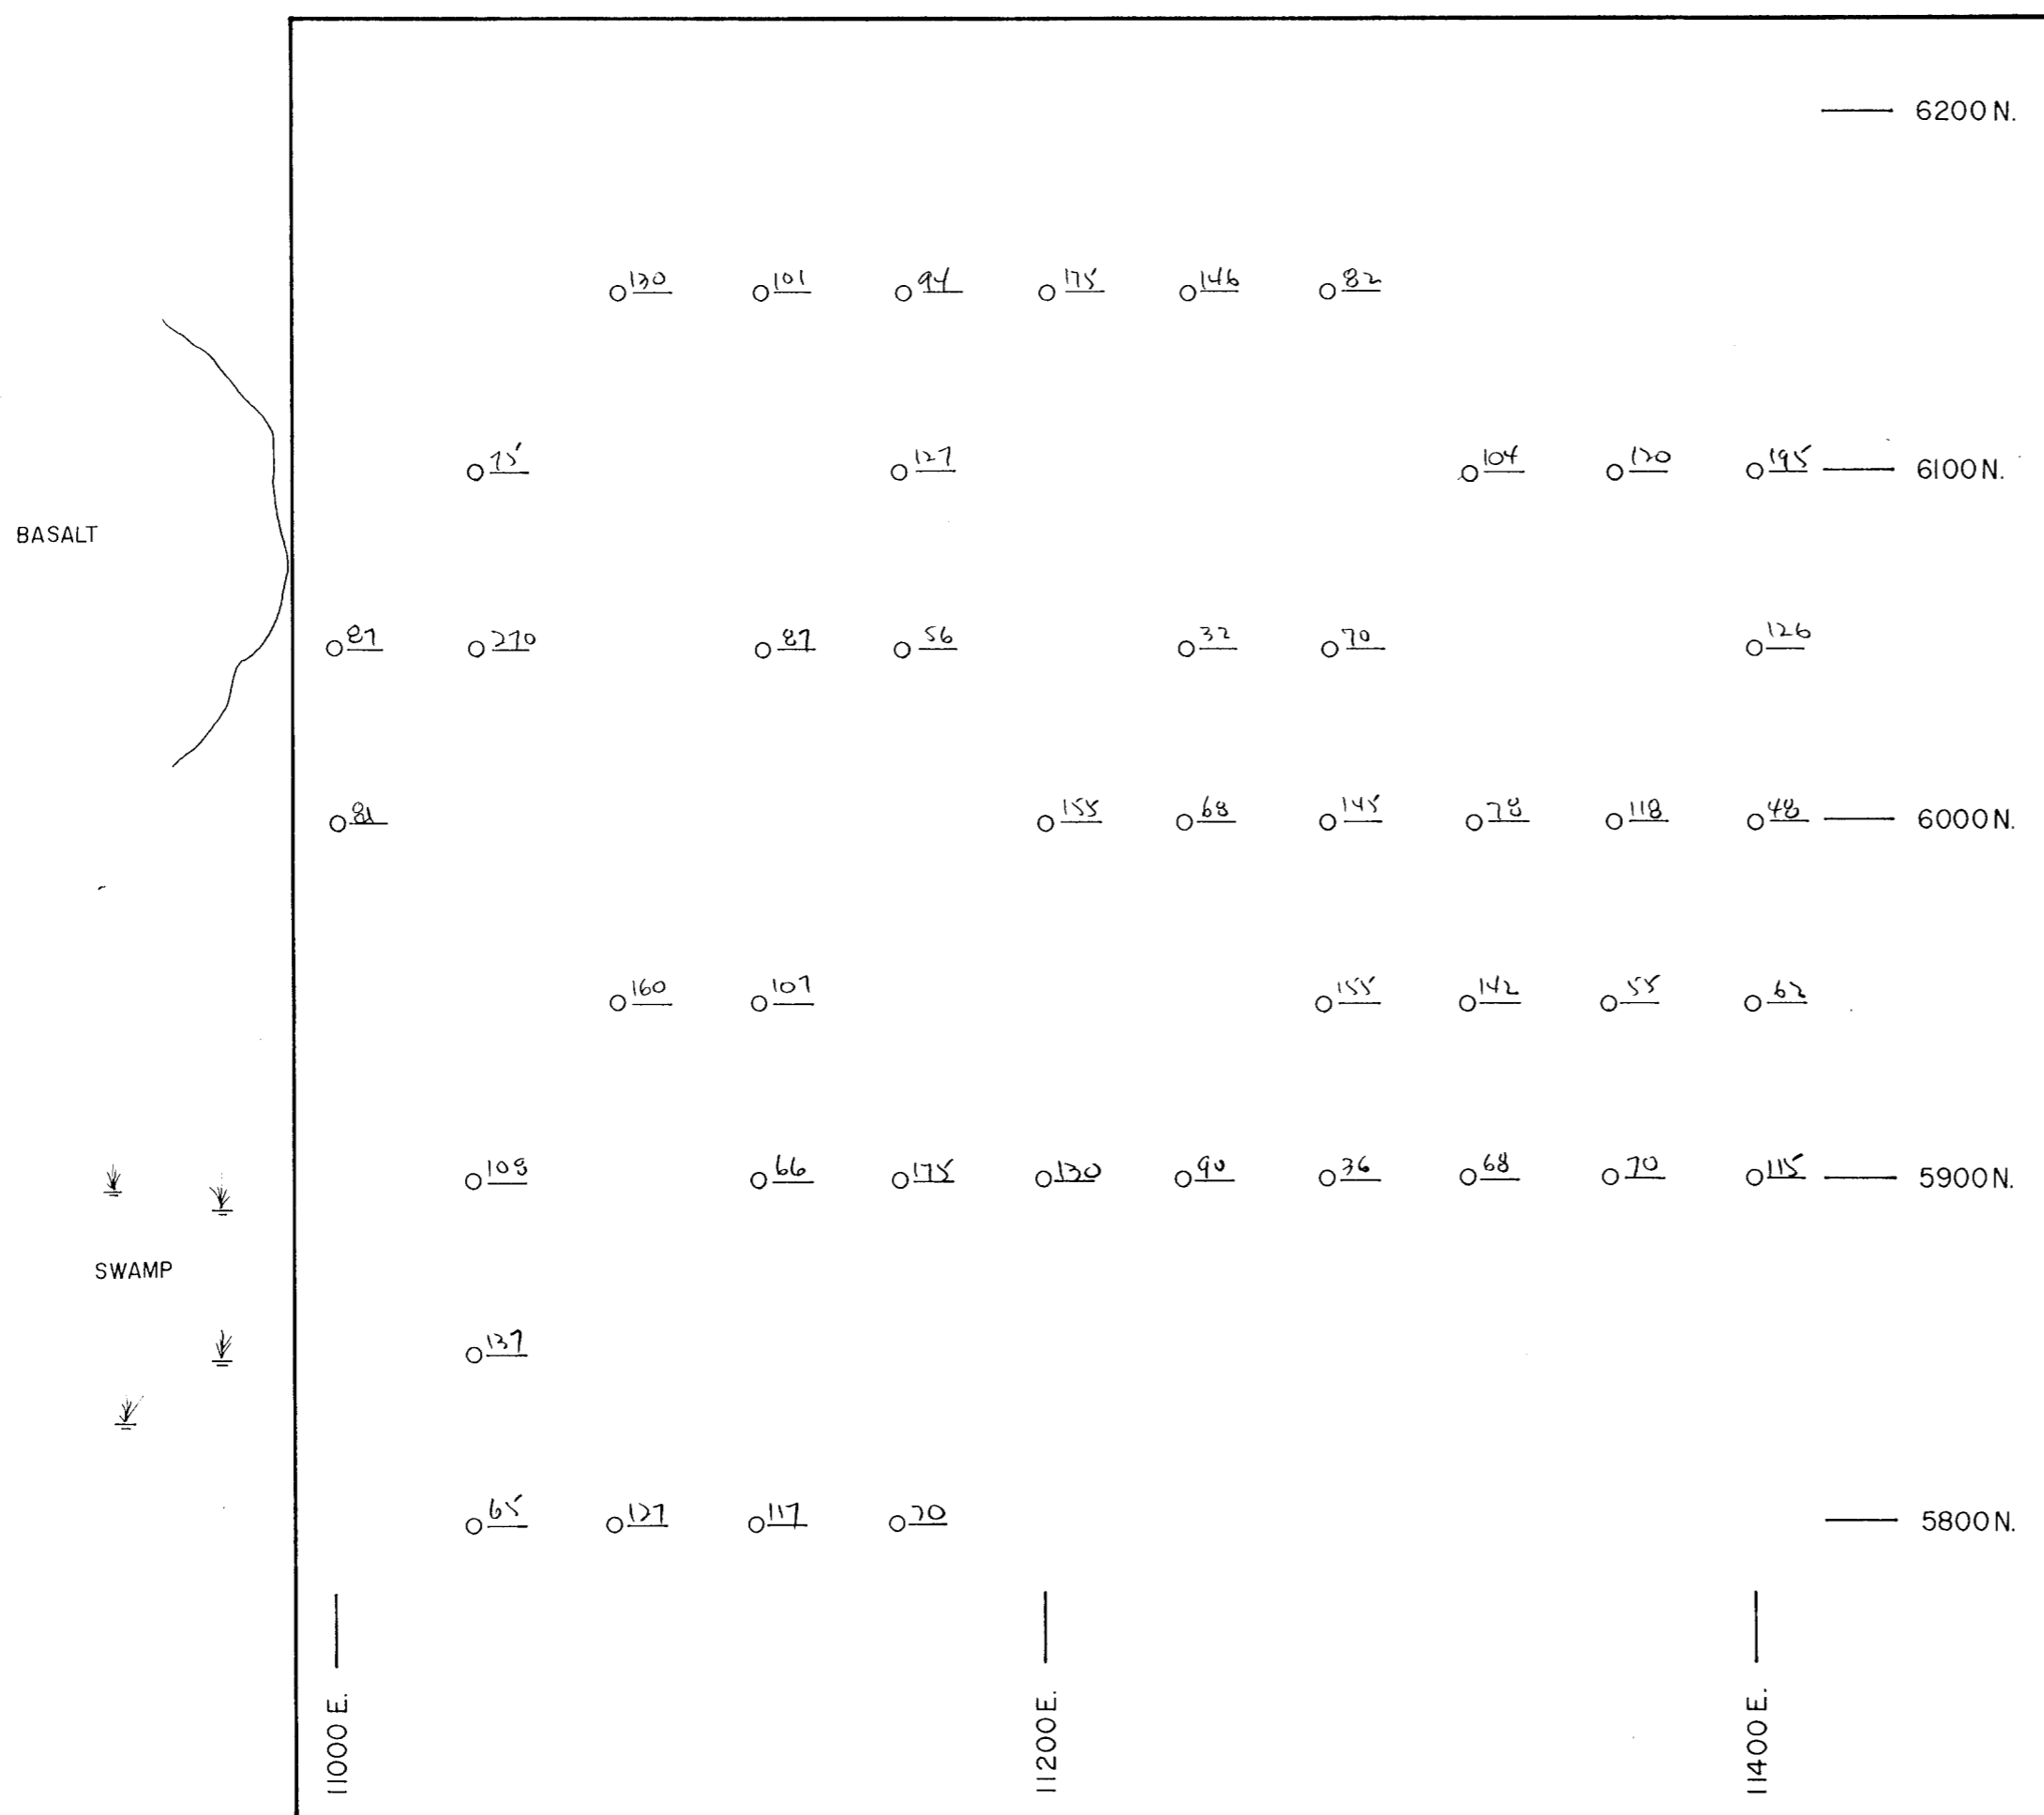 6200 N.
130 101 94 175 146 82
75 127 104 120 195 6100 N.
BASALT
87 270 87 56 32 70 126
81 155 68 145 78 118 48 6000 N.
160 107 155 142 55 62
108 66 175 130 90 36 68 70 115 5900 N.
SWAMP
137
65 127 117 70 5800 N.
11000 E. 11200 E. 11400 E.